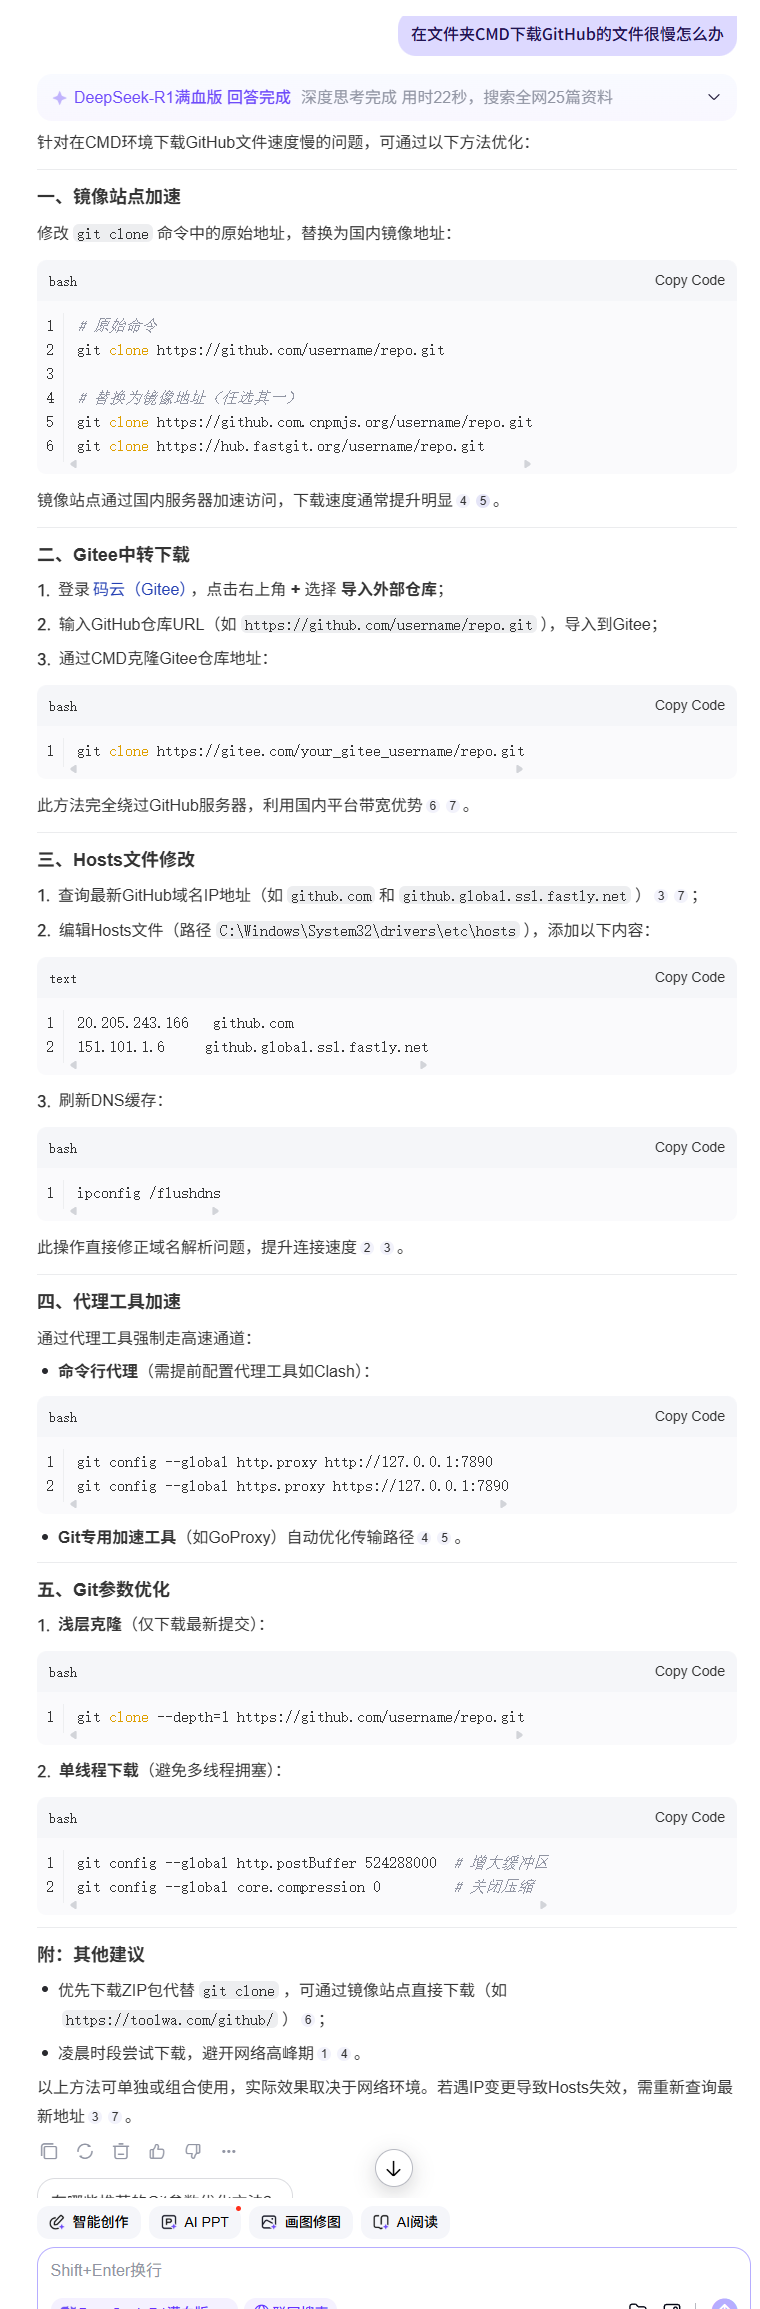 在文件夹CMD下载GitHub的文件很慢怎么办
DeepSeek-R1满血版 回答完成 深度思考完成 用时22秒，搜索全网25篇资料
针对在CMD环境下载GitHub文件速度慢的问题，可通过以下方法优化：
一、镜像站点加速
修改 git clone 命令中的原始地址，替换为国内镜像地址：
bash Copy Code
1 # 原始命令
2 git clone https://github.com/username/repo.git
3
4 # 替换为镜像地址（任选其一）
5 git clone https://github.com.cnpmjs.org/username/repo.git
6 git clone https://hub.fastgit.org/username/repo.git
镜像站点通过国内服务器加速访问，下载速度通常提升明显 4 5 。
二、Gitee中转下载
1. 登录 码云（Gitee），点击右上角 + 选择 导入外部仓库；
2. 输入GitHub仓库URL（如 https://github.com/username/repo.git ），导入到Gitee；
3. 通过CMD克隆Gitee仓库地址：
bash Copy Code
1 git clone https://gitee.com/your_gitee_username/repo.git
此方法完全绕过GitHub服务器，利用国内平台带宽优势 6 7 。
三、Hosts文件修改
1. 查询最新GitHub域名IP地址（如 github.com 和 github.global.ssl.fastly.net ） 3 7 ；
2. 编辑Hosts文件（路径 C:\Windows\System32\drivers\etc\hosts ），添加以下内容：
text Copy Code
1 20.205.243.166 github.com
2 151.101.1.6 github.global.ssl.fastly.net
3. 刷新DNS缓存：
bash Copy Code
1 ipconfig /flushdns
此操作直接修正域名解析问题，提升连接速度 2 3 。
四、代理工具加速
通过代理工具强制走高速通道：
• 命令行代理（需提前配置代理工具如Clash）：
bash Copy Code
1 git config --global http.proxy http://127.0.0.1:7890
2 git config --global https.proxy https://127.0.0.1:7890
• Git专用加速工具（如GoProxy）自动优化传输路径 4 5 。
五、Git参数优化
1. 浅层克隆（仅下载最新提交）：
bash Copy Code
1 git clone --depth=1 https://github.com/username/repo.git
2. 单线程下载（避免多线程拥塞）：
bash Copy Code
1 git config --global http.postBuffer 524288000 # 增大缓冲区
2 git config --global core.compression 0 # 关闭压缩
附：其他建议
• 优先下载ZIP包代替 git clone ，可通过镜像站点直接下载（如
https://toolwa.com/github/ ） 6 ；
• 凌晨时段尝试下载，避开网络高峰期 1 4 。
以上方法可单独或组合使用，实际效果取决于网络环境。若遇IP变更导致Hosts失效，需重新查询最
新地址 3 7 。
智能创作 AI PPT 画图修图 AI阅读
Shift+Enter换行